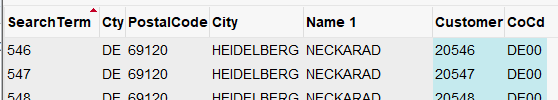 SearchTerm Cty PostalCode City Name 1 Customer CoCd
546 DE 69120 HEIDELBERG NECKARAD 20546 DE00
547 DE 69120 HEIDELBERG NECKARAD 20547 DE00
548 DE 69120 HEIDELBERG NECKARAD 20548 DE00